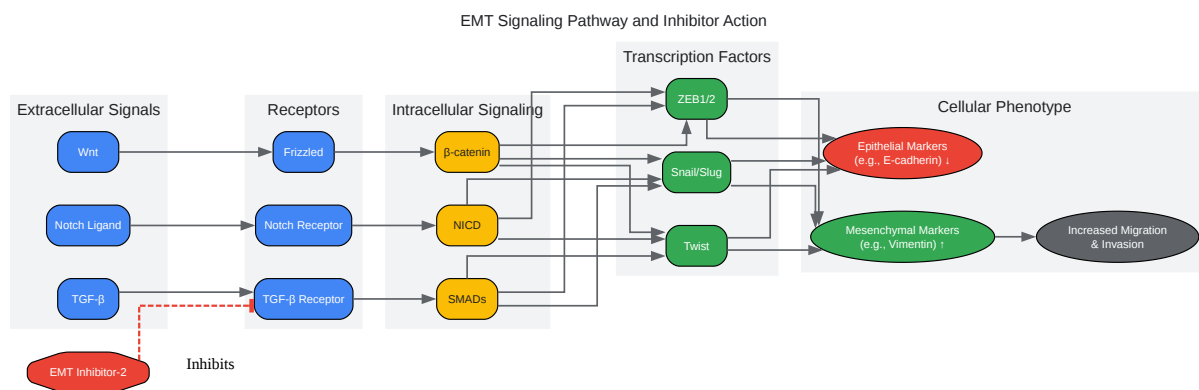 EMT Signaling Pathway and Inhibitor Action
Extracellular Signals
Wnt
Notch Ligand
TGF-β
EMT Inhibitor-2
Inhibits
Receptors
Frizzled
Notch Receptor
TGF-β Receptor
Intracellular Signaling
β-catenin
NICD
SMADs
Transcription Factors
ZEB1/2
Snail/Slug
Twist
Cellular Phenotype
Epithelial Markers
(e.g., E-cadherin) ↓
Mesenchymal Markers
(e.g., Vimentin) ↑
Increased Migration
& Invasion